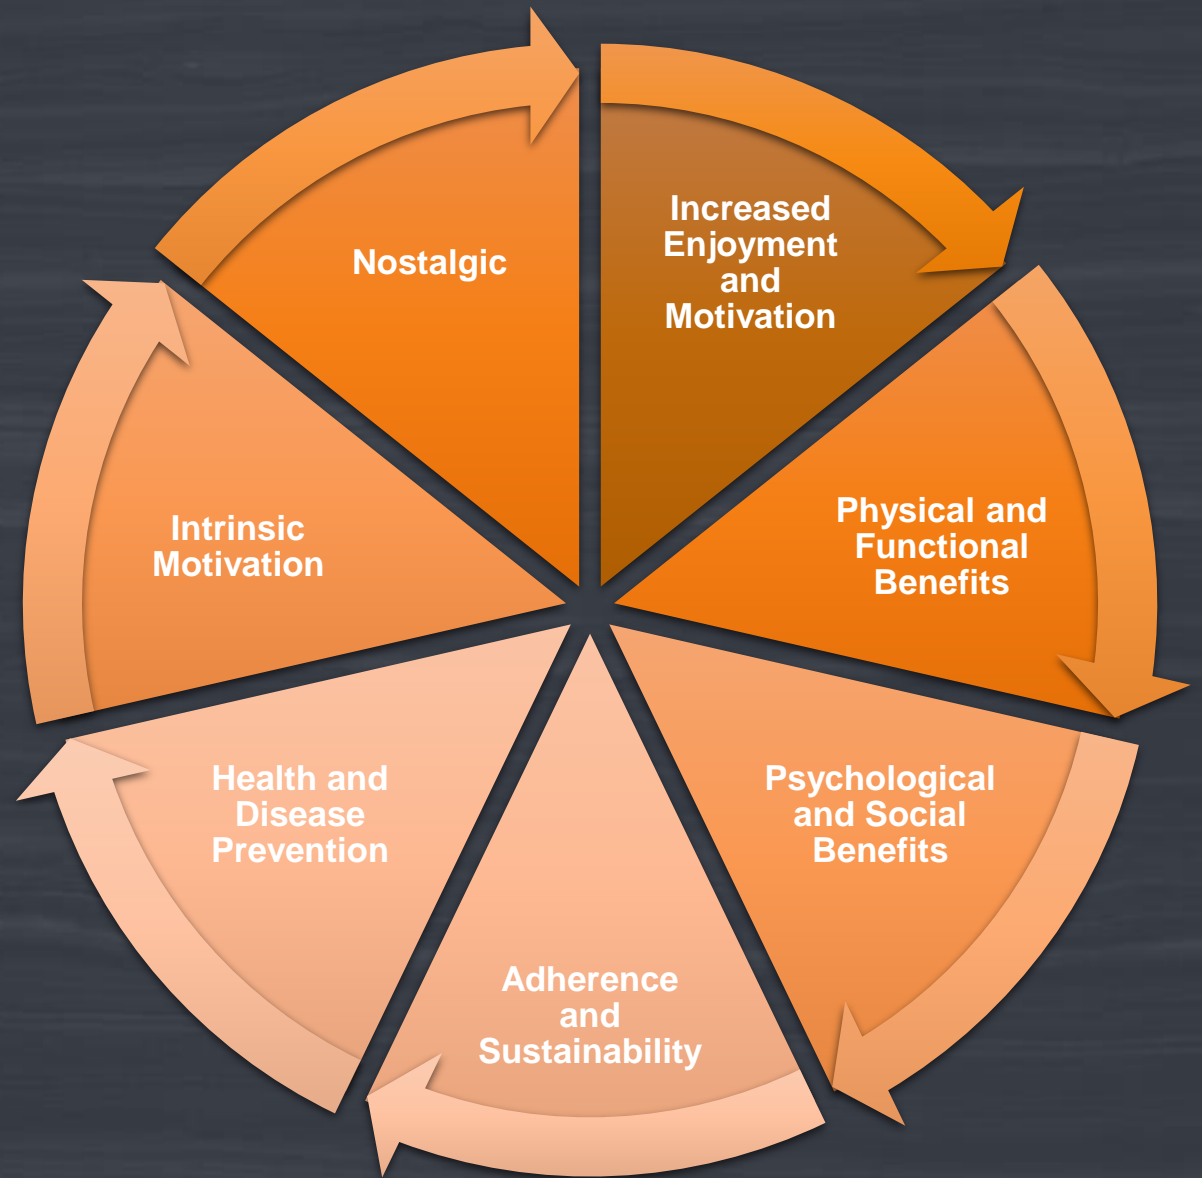 Increased
Enjoyment
and
Motivation
Physical and
Functional
Benefits
Psychological
and Social
Benefits
Adherence
and
Sustainability
Health and
Disease
Prevention
Intrinsic
Motivation
Nostalgic